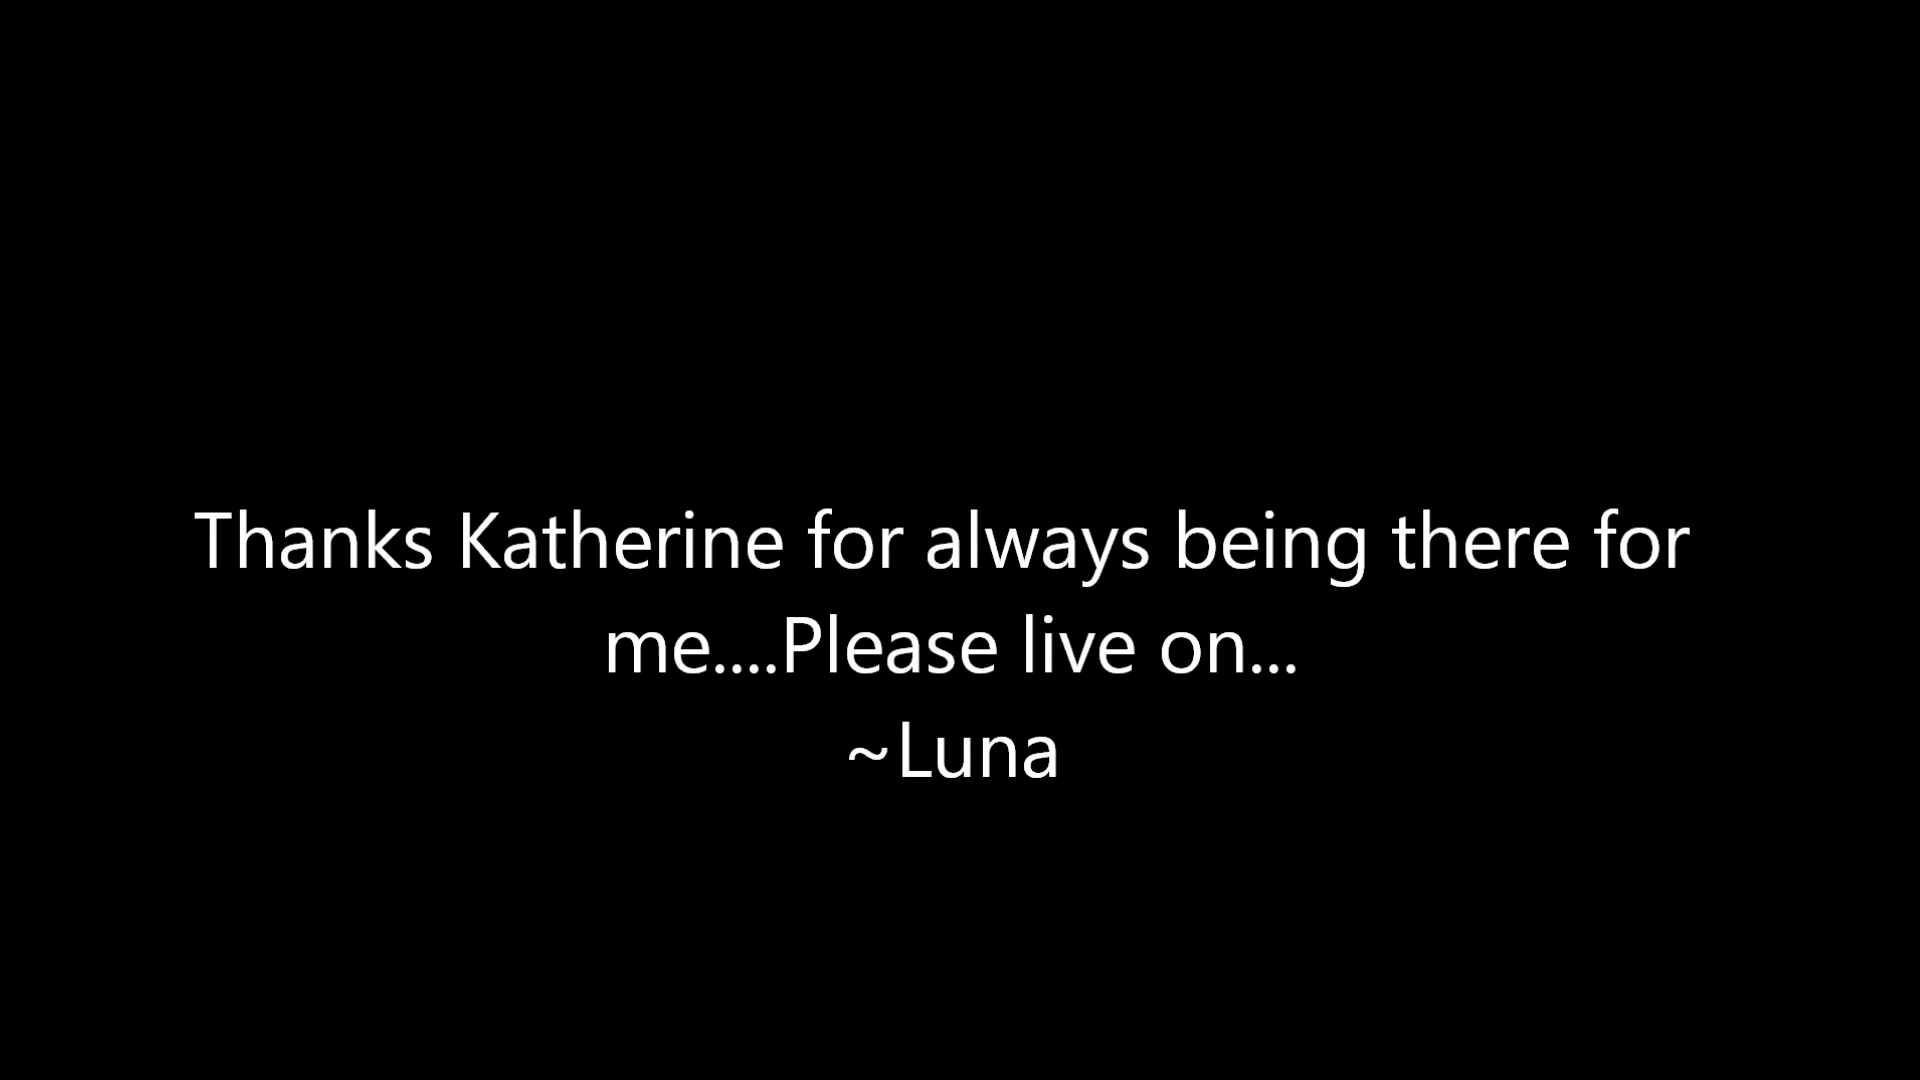 Thanks Katherine for always being there for
me....Please live on...
~Luna